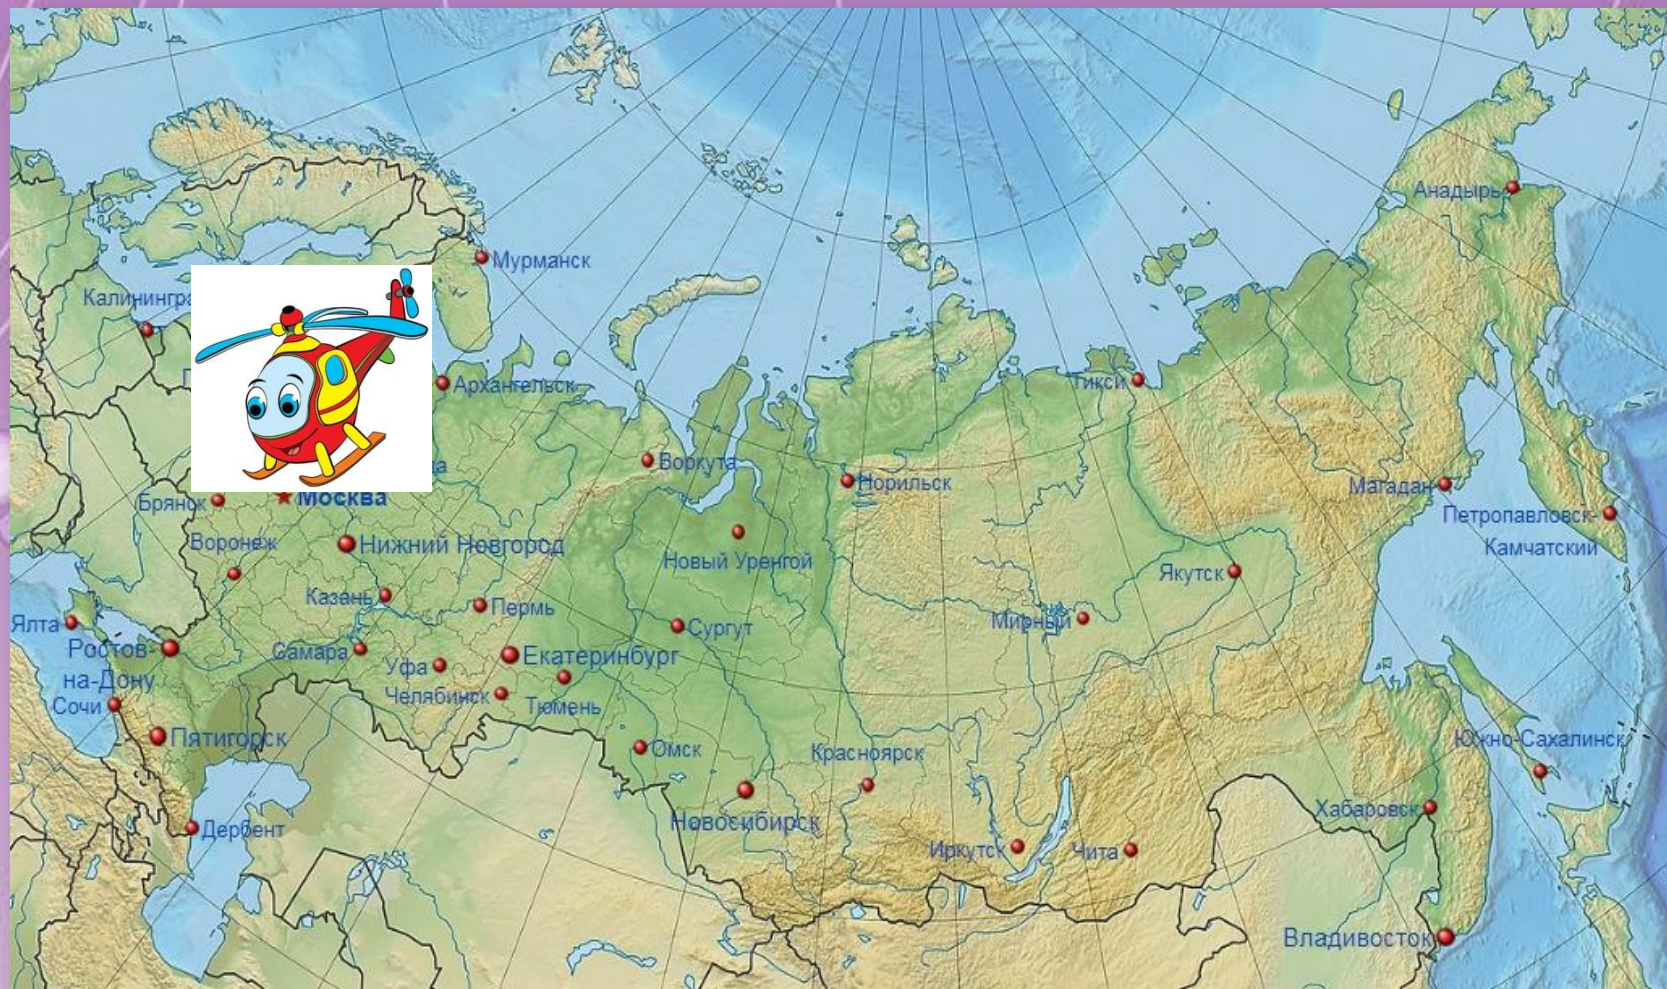 Анадырь
Мурманск
Архангельск
Тикси
Воркута
Норильск
Магадан
Брянск
Москва
Петропавловск-
Камчатский
Воронеж
Нижний Новгород
Новый Уренгой
Якутск
Казань
Пермь
Ялта
Мирный
Сургут
Ростов-
на-Дону
Самара
Уфа
Екатеринбург
Челябинск
Тюмень
Сочи
Пятигорск
Омск
Красноярск
Южно-Сахалинск
Хабаровск
Новосибирск
Дербент
Иркутск
Чита
Владивосток